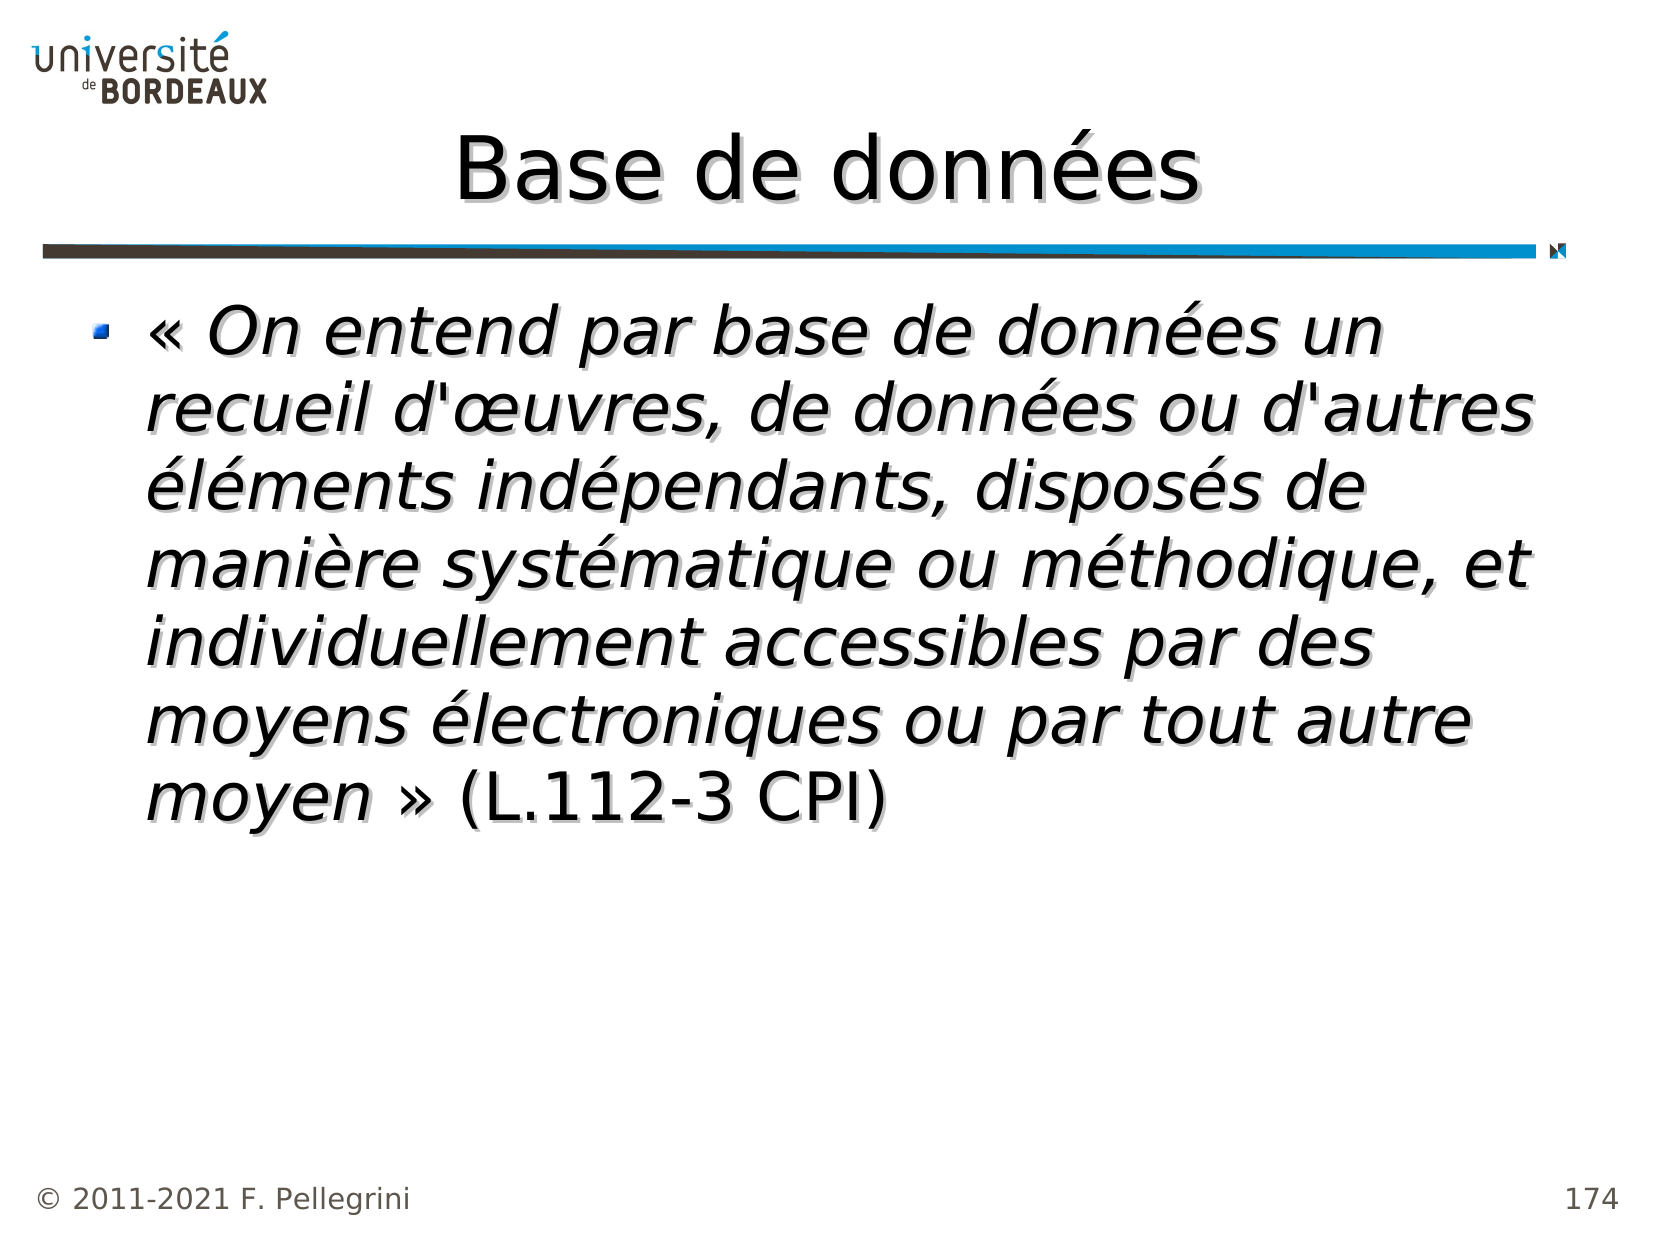 université
de BORDEAUX
Base de données
« On entend par base de données un
recueil d'œuvres, de données ou d'autres
éléments indépendants, disposés de
manière systématique ou méthodique, et
individuellement accessibles par des
moyens électroniques ou par tout autre
moyen » (L.112-3 CPI)
© 2011-2021 F. Pellegrini
174